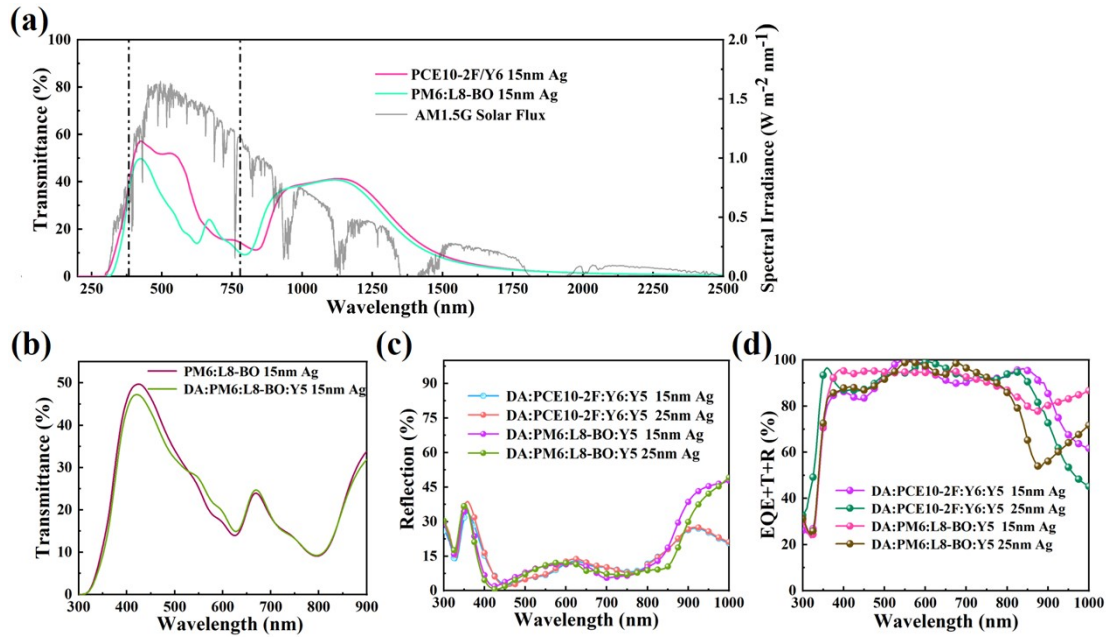 (a)
100
80
60
40
20
0
Transmittance (%)
PCE10-2F/Y6 15nm Ag
PM6:L8-BO 15nm Ag
AM1.5G Solar Flux
2.0
1.5
1.0
0.5
0.0
Spectral Irradiance (W m-2 nm-1)
250 500 750 1000 1250 1500 1750 2000 2250 2500
Wavelength (nm)
(b)
50
40
30
20
10
0
Transmittance (%)
PM6:L8-BO 15nm Ag
DA:PM6:L8-BO:Y5 15nm Ag
300 400 500 600 700 800 900
Wavelength (nm)
(c)
90
75
60
45
30
15
0
Reflection (%)
DA:PCE10-2F:Y6:Y5 15nm Ag
DA:PCE10-2F:Y6:Y5 25nm Ag
DA:PM6:L8-BO:Y5 15nm Ag
DA:PM6:L8-BO:Y5 25nm Ag
300 400 500 600 700 800 900 1000
Wavelength (nm)
(d)
100
80
60
40
20
0
EQE+T+R (%)
DA:PCE10-2F:Y6:Y5 15nm Ag
DA:PCE10-2F:Y6:Y5 25nm Ag
DA:PM6:L8-BO:Y5 15nm Ag
DA:PM6:L8-BO:Y5 25nm Ag
300 400 500 600 700 800 900 1000
Wavelength (nm)